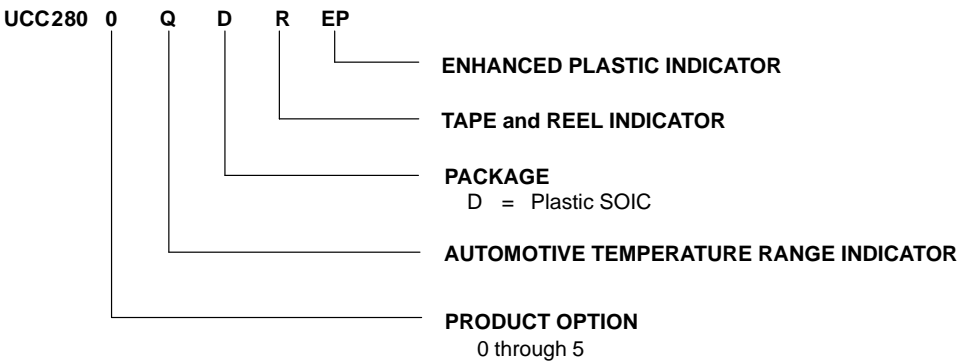 UCC280 0 Q D R EP
ENHANCED PLASTIC INDICATOR
TAPE and REEL INDICATOR
PACKAGE
D = Plastic SOIC
AUTOMOTIVE TEMPERATURE RANGE INDICATOR
PRODUCT OPTION
0 through 5